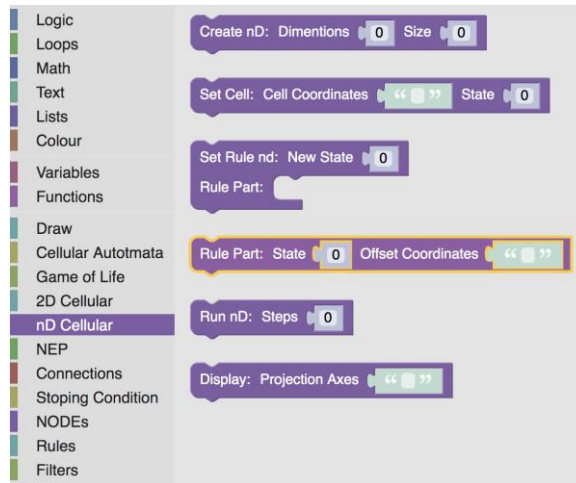 Logic
Loops
Math
Text
Lists
Colour
Variables
Functions
Draw
Cellular Autotmata
Game of Life
2D Cellular
nD Cellular
NEP
Connections
Stoping Condition
NODEs
Rules
Filters
Create nD: Dimentions 0 Size 0
Set Cell: Cell Coordinates “ ” State 0
Set Rule nd: New State 0
Rule Part:
Rule Part: State 0 Offset Coordinates “ ”
Run nD: Steps 0
Display: Projection Axes “ ”